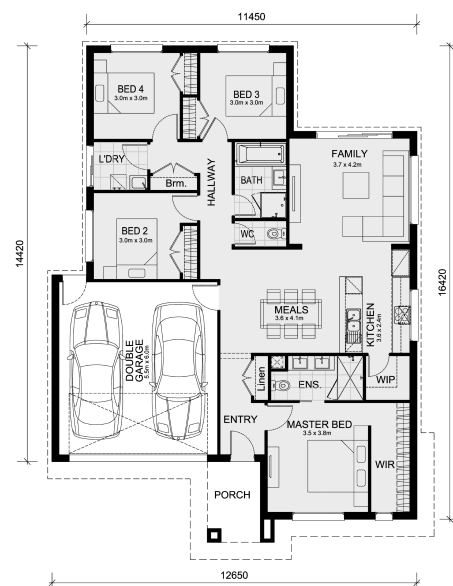 11450
BED 4
3.0m x 3.0m
BED 3
3.0m x 3.0m
L'DRY
Brm.
HALLWAY
BATH
FAMILY
3.7 x 4.2m
BED 2
3.0m x 3.0m
WC
14420
16420
MEALS
3.6 x 4.1m
KITCHEN
3.6 x 2.4m
DOUBLE
GARAGE
5.5m x 6.0m
Linen
ENS.
WIP
ENTRY
MASTER BED
3.5 x 3.8m
WIR
PORCH
12650